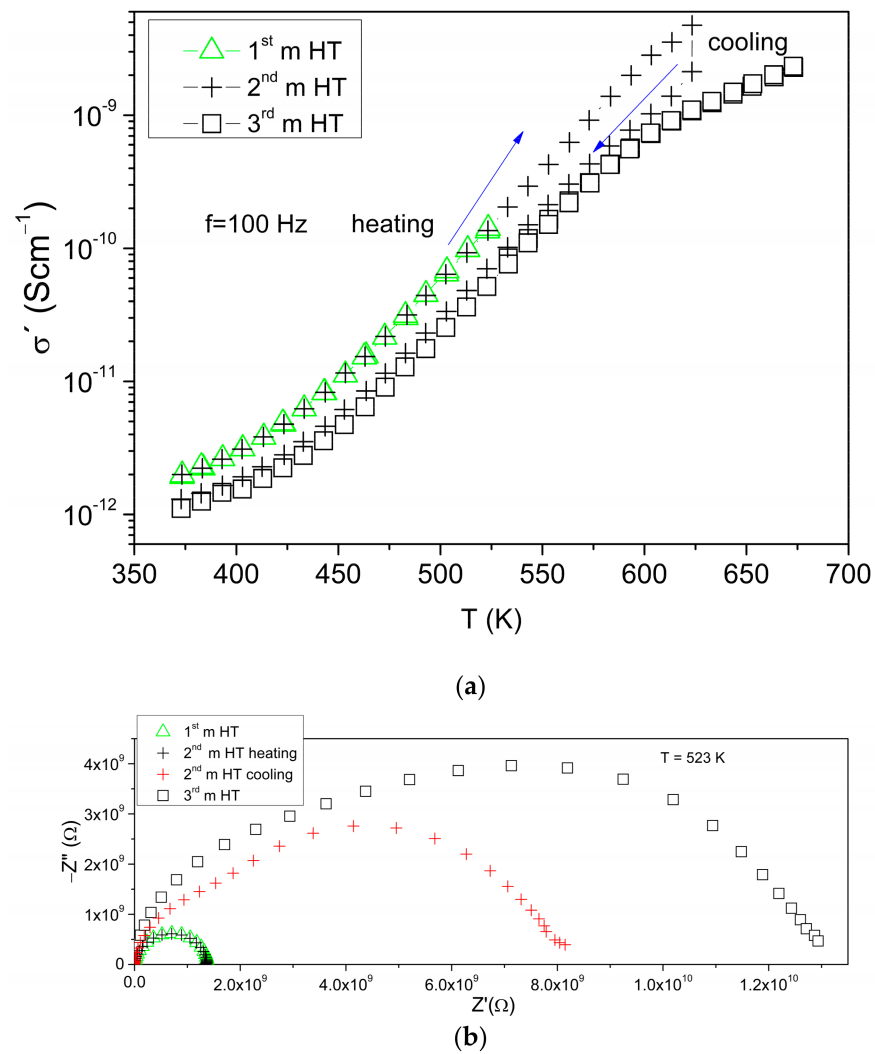 1st m HT
2nd m HT
3rd m HT
cooling
f=100 Hz heating
σ´ (Scm−1)
10-9
10-10
10-11
10-12
350 400 450 500 550 600 650 700
T (K)
(a)
1st m HT
2nd m HT heating
2nd m HT cooling
3rd m HT
T = 523 K
−Z'' (Ω)
4x109
3x109
2x109
1x109
0
0.0 2.0x109 4.0x109 6.0x109 8.0x109 1.0x1010 1.2x1010
Z'(Ω)
(b)